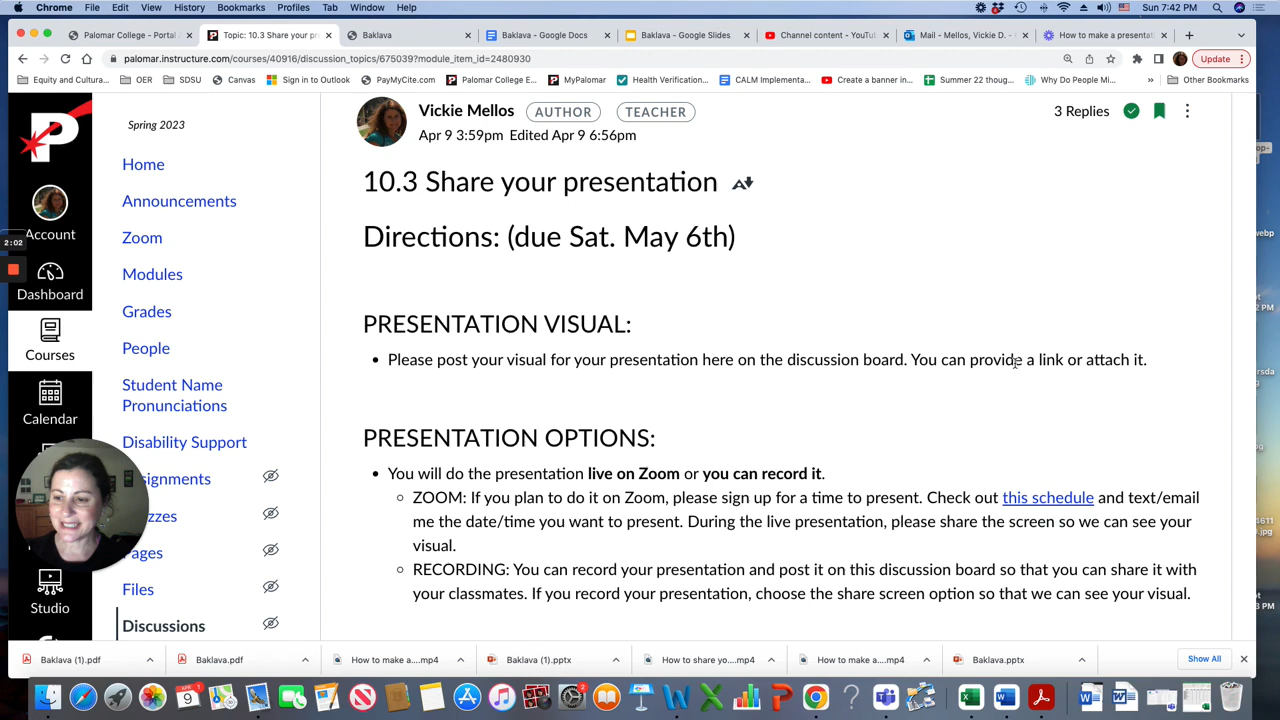 Chrome File Edit View History Bookmarks Profiles Tab Window Help
Sun 7:42 PM
Palomar College - Portal
Topic: 10.3 Share your pr
Baklava
Baklava - Google Docs
Baklava - Google Slides
Channel content - YouTu
Mail - Mellos, Vickie D. -
How to make a presentat
palomar.instructure.com/courses/40916/discussion_topics/675039?module_item_id=2480930
Update
Equity and Cultura...
OER
SDSU
Canvas
Sign in to Outlook
PayMyCite.com
Palomar College E...
MyPalomar
Health Verification...
CALM Implementa...
Create a banner in...
Summer 22 thoug...
Why Do People Mi...
Other Bookmarks
P
Account
2:02
Dashboard
Courses
Calendar
Studio
Spring 2023
Home
Announcements
Zoom
Modules
Grades
People
Student Name
Pronunciations
Disability Support
signments
zzes
Pages
Files
Discussions
Vickie Mellos AUTHOR TEACHER
3 Replies
Apr 9 3:59pm Edited Apr 9 6:56pm
10.3 Share your presentation
Directions: (due Sat. May 6th)
PRESENTATION VISUAL:
• Please post your visual for your presentation here on the discussion board. You can provide a link or attach it.
PRESENTATION OPTIONS:
• You will do the presentation live on Zoom or you can record it.
ZOOM: If you plan to do it on Zoom, please sign up for a time to present. Check out this schedule and text/email
me the date/time you want to present. During the live presentation, please share the screen so we can see your
visual.
RECORDING: You can record your presentation and post it on this discussion board so that you can share it with
your classmates. If you record your presentation, choose the share screen option so that we can see your visual.
Baklava (1).pdf
Baklava.pdf
How to make a....mp4
Baklava (1).pptx
How to share yo....mp4
How to make a....mp4
Baklava.pptx
Show All